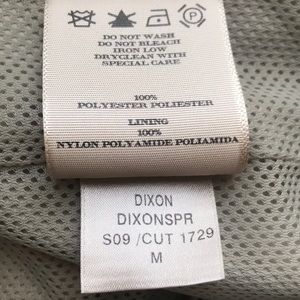 DO NOT WASH
DO NOT BLEACH
IRON LOW
DRYCLEAN WITH
SPECIAL CARE
100%
POLYESTER POLIESTER
LINING
100%
NYLON POLYAMIDE POLIAMIDA
DIXON
DIXONSPR
S09 /CUT 1729
M